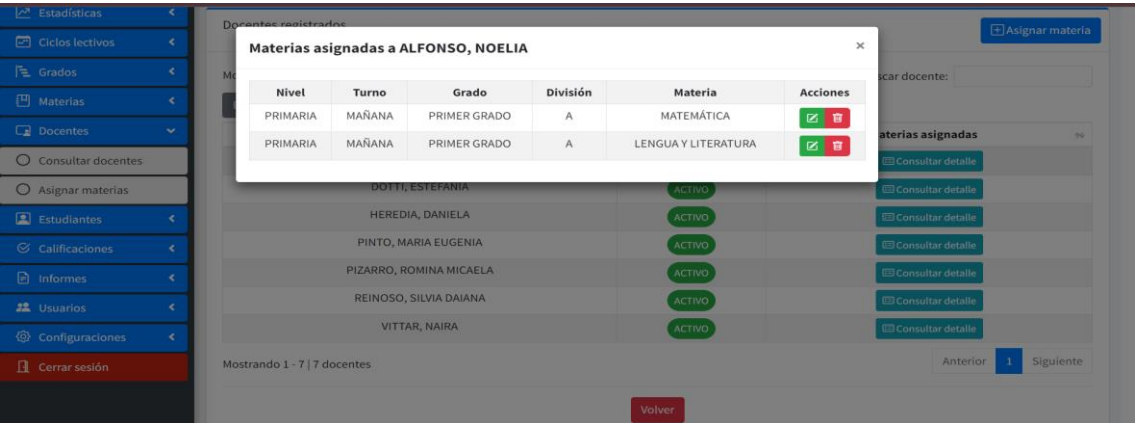 Estadísticas
Ciclos lectivos
Grados
Materias
Docentes
Consultar docentes
Asignar materias
Estudiantes
Calificaciones
Informes
Usuarios
Configuraciones
Cerrar sesión
Docentes registrados
Asignar materia
scar docente:
Materias asignadas a ALFONSO, NOELIA ×
Nivel Turno Grado División Materia Acciones
PRIMARIA MAÑANA PRIMER GRADO A MATEMÁTICA
PRIMARIA MAÑANA PRIMER GRADO A LENGUA Y LITERATURA
aterias asignadas
Consultar detalle
DOTTI, ESTEFANIA ACTIVO Consultar detalle
HEREDIA, DANIELA ACTIVO Consultar detalle
PINTO, MARIA EUGENIA ACTIVO Consultar detalle
PIZARRO, ROMINA MICAELA ACTIVO Consultar detalle
REINOSO, SILVIA DAIANA ACTIVO Consultar detalle
VITTAR, NAIRA ACTIVO Consultar detalle
Mostrando 1 - 7 | 7 docentes
Anterior 1 Siguiente
Volver